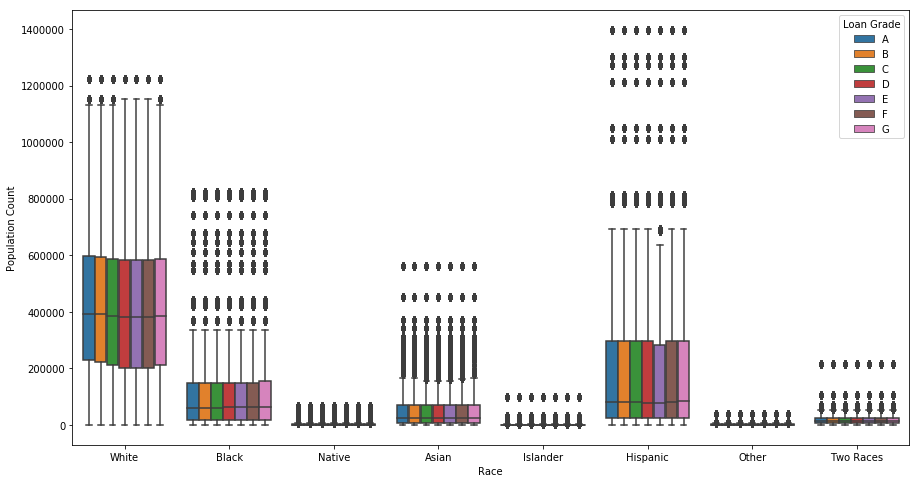 1400000
1200000
1000000
800000
600000
400000
200000
0
Population Count
White Black Native Asian Islander Hispanic Other Two Races
Race
Loan Grade
A
B
C
D
E
F
G